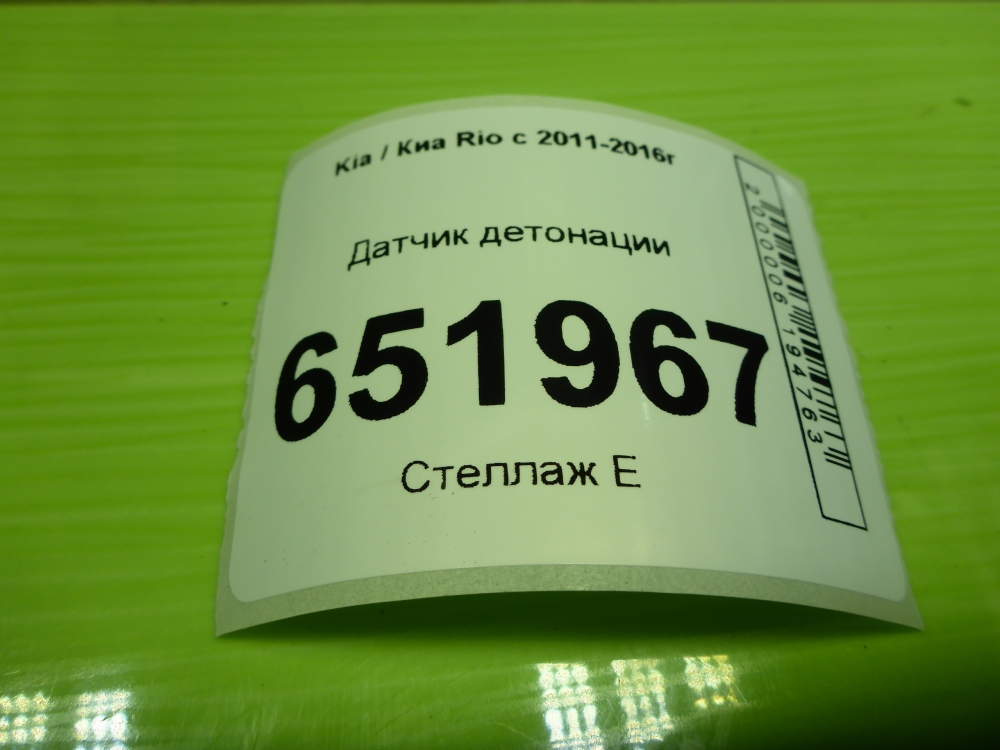 Kia / Киа Rio с 2011-2016г
Датчик детонации
651967
Стеллаж Е
2000006194763